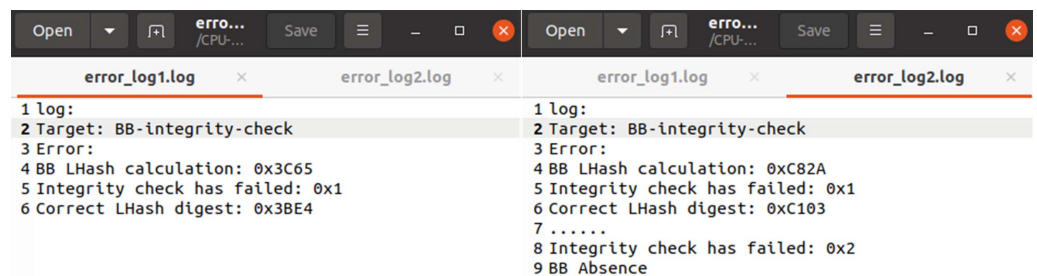 Open
erro...
/CPU-...
Save
error_log1.log
error_log2.log
1 log:
2 Target: BB-integrity-check
3 Error:
4 BB LHash calculation: 0x3C65
5 Integrity check has failed: 0x1
6 Correct LHash digest: 0x3BE4
Open
erro...
/CPU-...
Save
error_log1.log
error_log2.log
1 log:
2 Target: BB-integrity-check
3 Error:
4 BB LHash calculation: 0xC82A
5 Integrity check has failed: 0x1
6 Correct LHash digest: 0xC103
7 ......
8 Integrity check has failed: 0x2
9 BB Absence